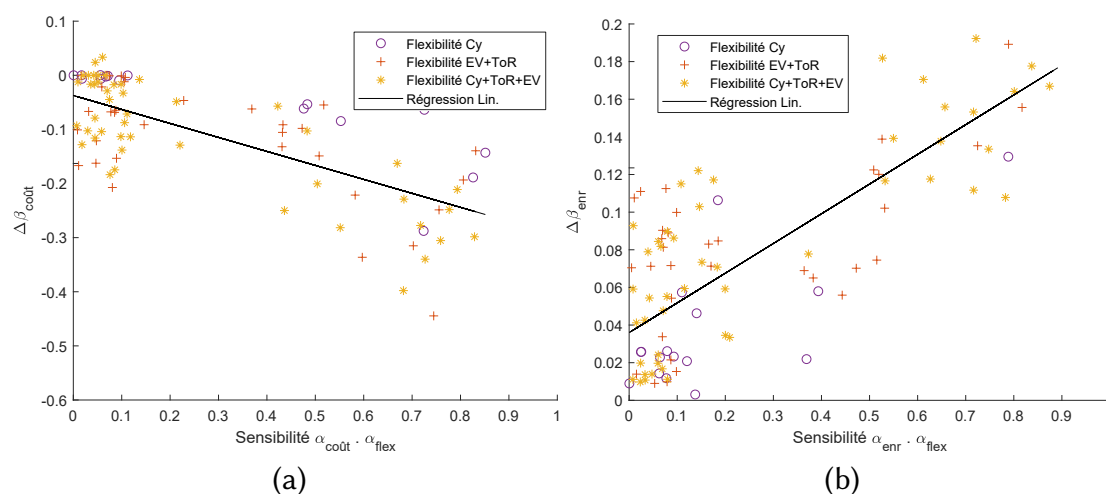 0.1
0
-0.1
-0.2
-0.3
-0.4
-0.5
-0.6
0
0.1
0.2
0.3
0.4
0.5
0.6
0.7
0.8
0.9
1
Δβcoût
Sensibilité αcoût . αflex
Flexibilité Cy
Flexibilité EV+ToR
Flexibilité Cy+ToR+EV
Régression Lin.
(a)
0.2
0.18
0.16
0.14
0.12
0.1
0.08
0.06
0.04
0.02
0
0
0.1
0.2
0.3
0.4
0.5
0.6
0.7
0.8
0.9
Δβenr
Sensibilité αenr . αflex
Flexibilité Cy
Flexibilité EV+ToR
Flexibilité Cy+ToR+EV
Régression Lin.
(b)